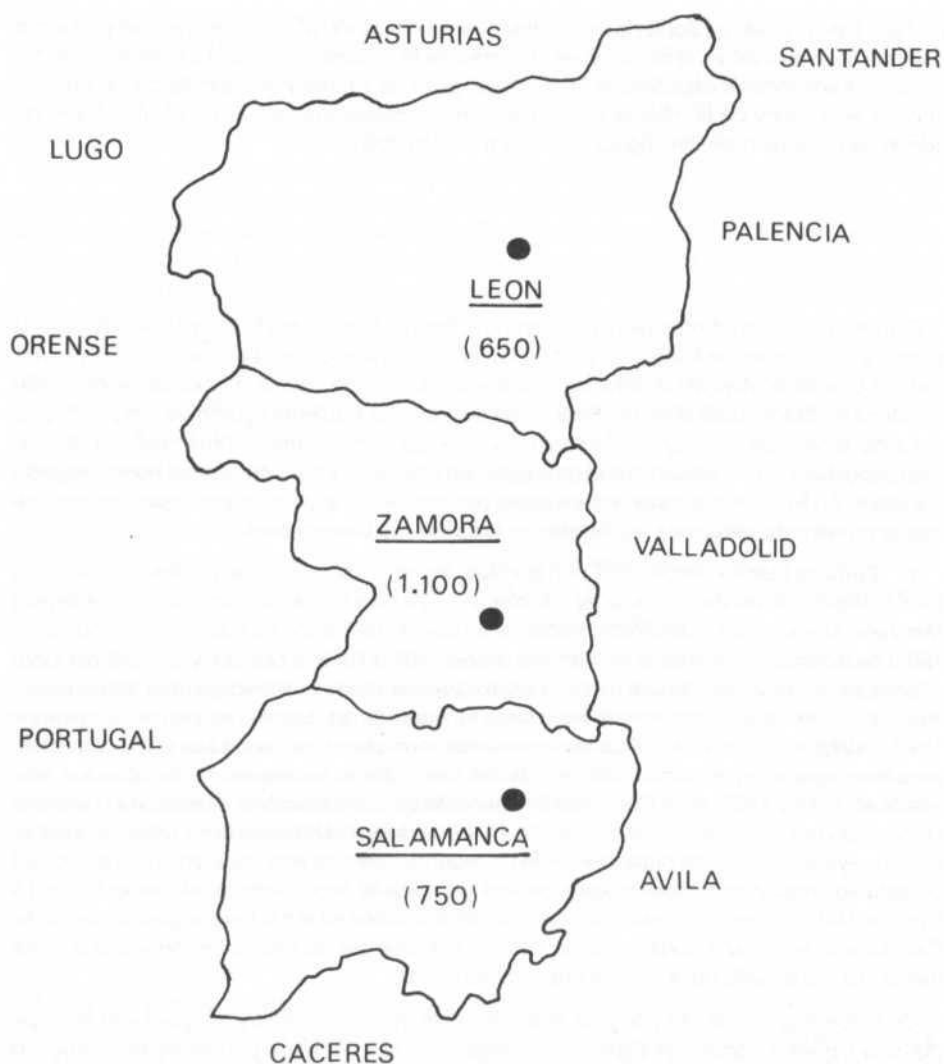 ASTURIAS
SANTANDER
LUGO
PALENCIA
LEON
(650)
ORENSE
ZAMORA
VALLADOLID
(1.100)
PORTUGAL
SALAMANCA
AVILA
(750)
CACERES